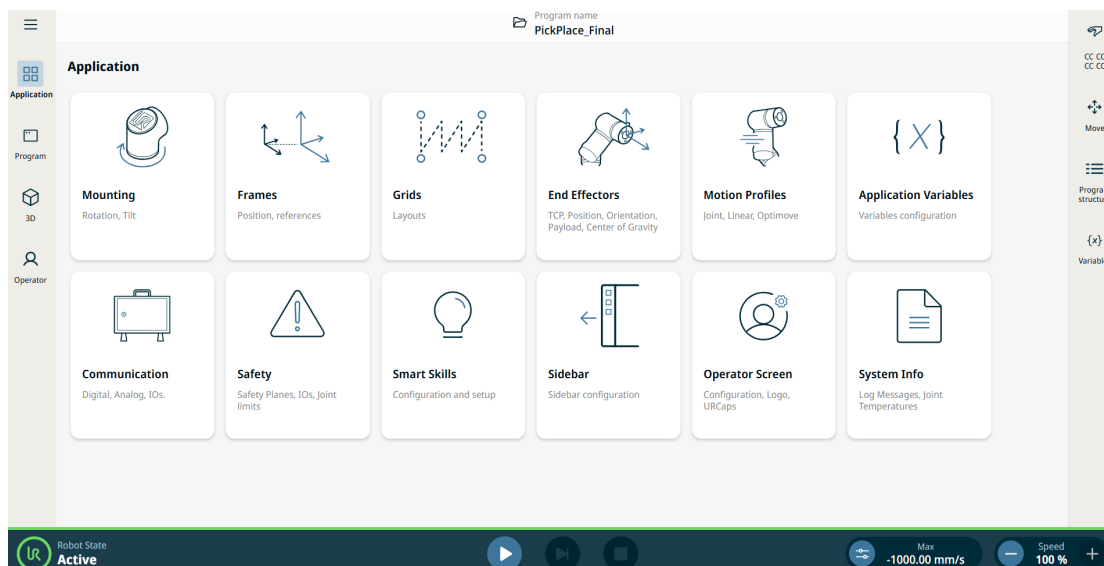 Program name
PickPlace_Final
Application
Application
Program
3D
Operator
Mounting
Rotation, Tilt
Frames
Position, references
Grids
Layouts
End Effectors
TCP, Position, Orientation,
Payload, Center of Gravity
Motion Profiles
Joint, Linear, Optimove
Application Variables
Variables configuration
Communication
Digital, Analog, IOs.
Safety
Safety Planes, IOs, Joint
limits
Smart Skills
Configuration and setup
Sidebar
Sidebar configuration
Operator Screen
Configuration, Logo,
URCaps
System Info
Log Messages, Joint
Temperatures
Move
{x}
UR
Robot State
Active
Max
-1000.00 mm/s
Speed
100 %